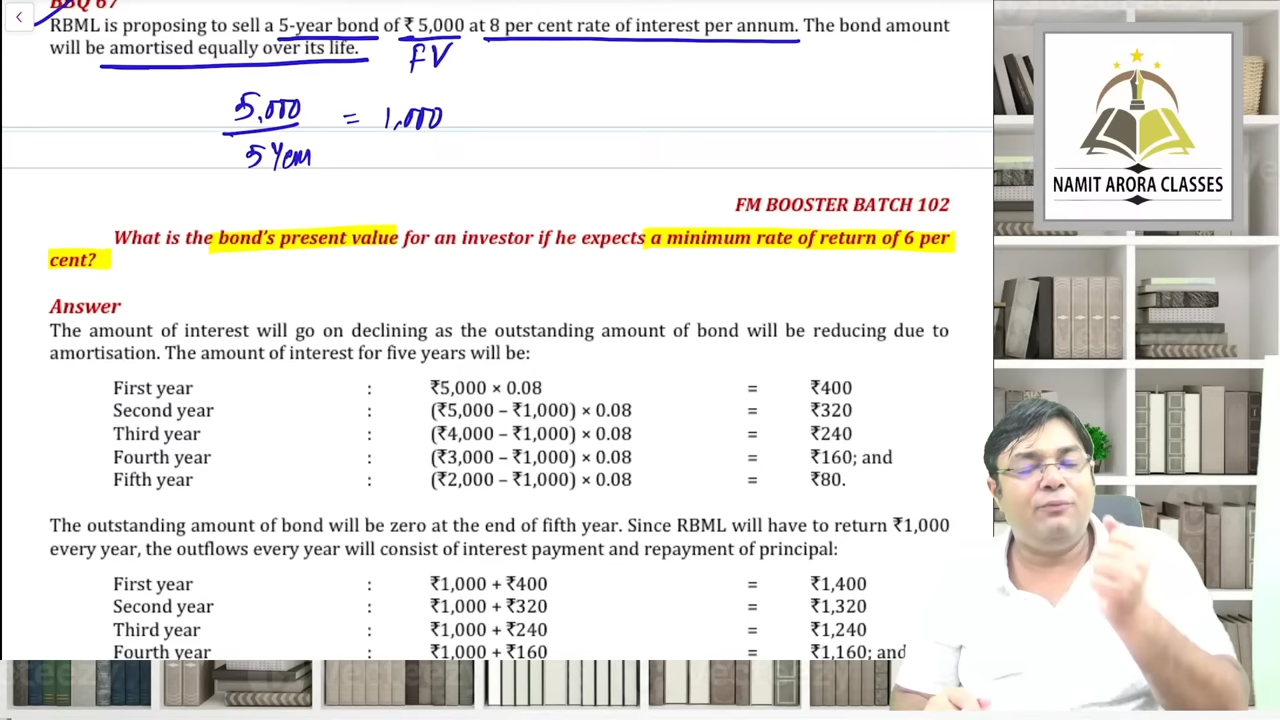 BBQ 67
RBML is proposing to sell a 5-year bond of ₹ 5,000 at 8 per cent rate of interest per annum. The bond amount
will be amortised equally over its life.
FV
5,000
5 Year
= 1,000
NAMIT ARORA CLASSES
FM BOOSTER BATCH 102
What is the bond's present value for an investor if he expects a minimum rate of return of 6 per
cent?
Answer
The amount of interest will go on declining as the outstanding amount of bond will be reducing due to
amortisation. The amount of interest for five years will be:
First year : ₹5,000 × 0.08 = ₹400
Second year : (₹5,000 – ₹1,000) × 0.08 = ₹320
Third year : (₹4,000 – ₹1,000) × 0.08 = ₹240
Fourth year : (₹3,000 – ₹1,000) × 0.08 = ₹160; and
Fifth year : (₹2,000 – ₹1,000) × 0.08 = ₹80.
The outstanding amount of bond will be zero at the end of fifth year. Since RBML will have to return ₹1,000
every year, the outflows every year will consist of interest payment and repayment of principal:
First year : ₹1,000 + ₹400 = ₹1,400
Second year : ₹1,000 + ₹320 = ₹1,320
Third year : ₹1,000 + ₹240 = ₹1,240
Fourth year : ₹1,000 + ₹160 = ₹1,160; and